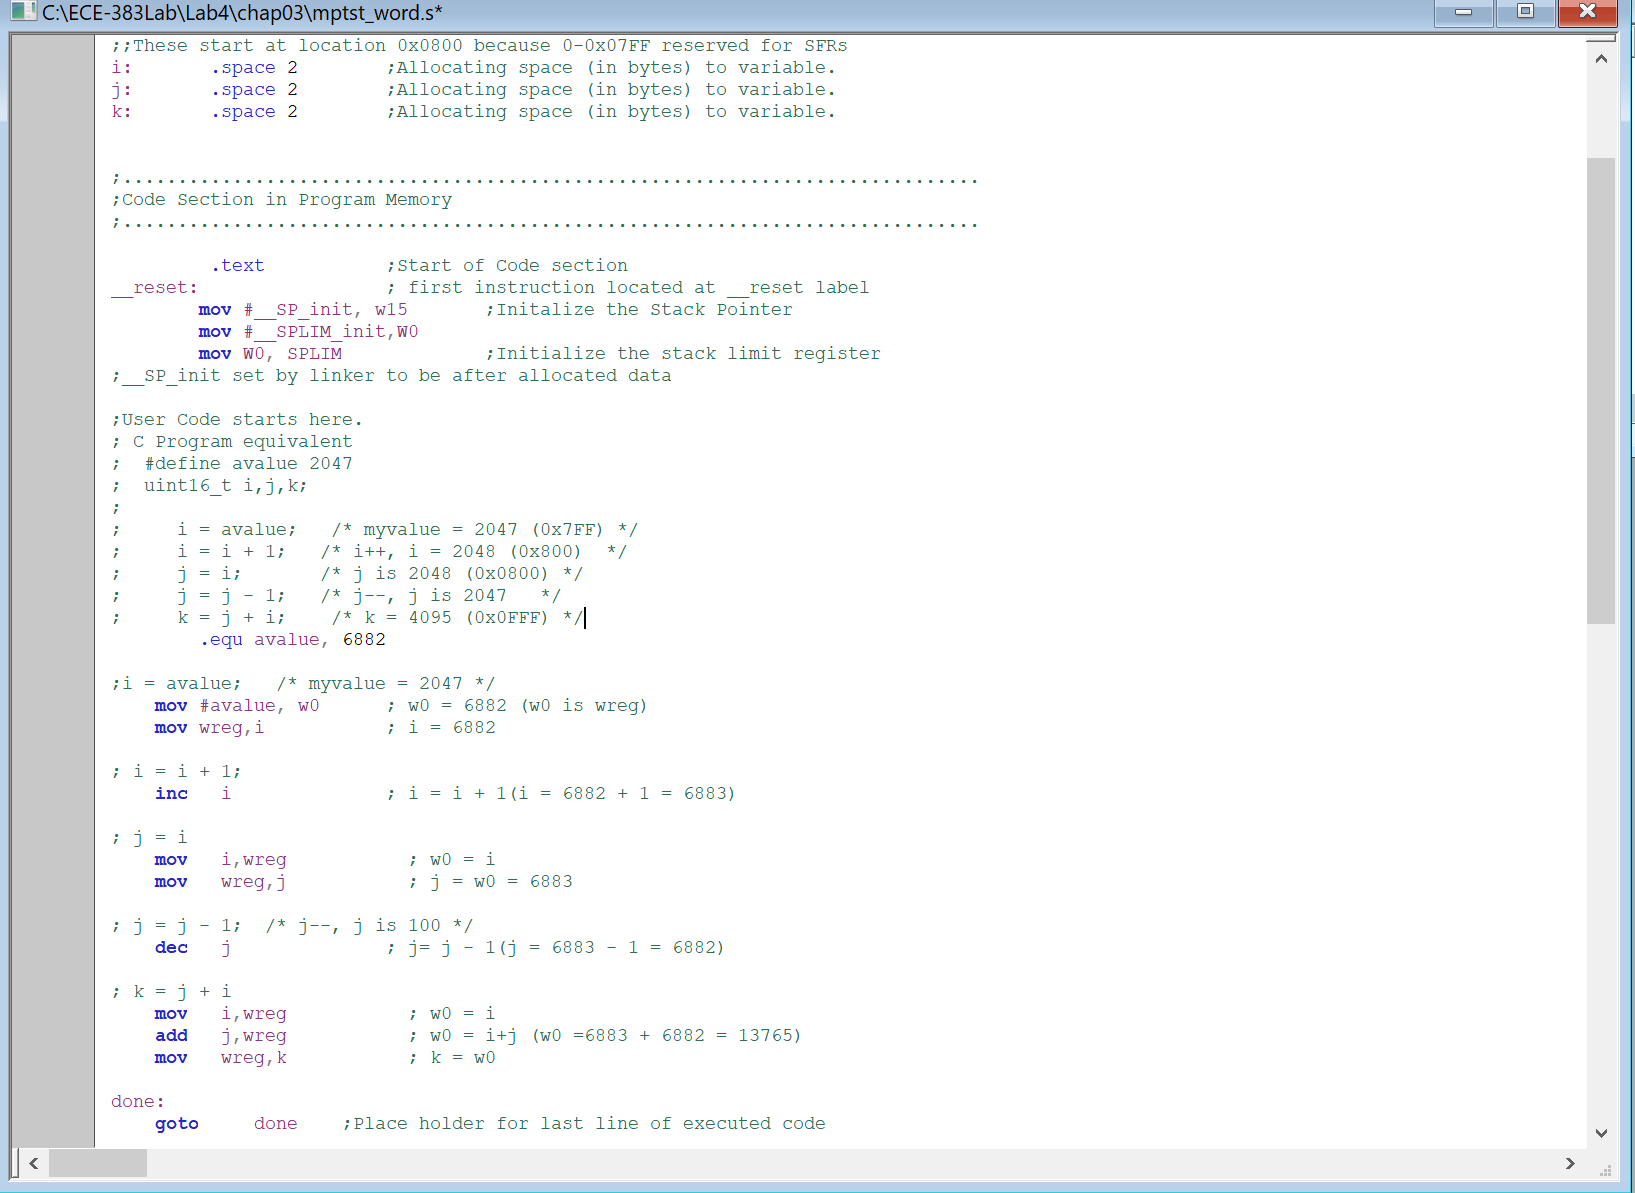 C:\ECE-383Lab\Lab4\chap03\mptst_word.s*
;;These start at location 0x0800 because 0-0x07FF reserved for SFRs
i: .space 2 ;Allocating space (in bytes) to variable.
j: .space 2 ;Allocating space (in bytes) to variable.
k: .space 2 ;Allocating space (in bytes) to variable.
;..............................................................................
;Code Section in Program Memory
;..............................................................................
.text ;Start of Code section
__reset: ; first instruction located at __reset label
mov #__SP_init, w15 ;Initalize the Stack Pointer
mov #__SPLIM_init,W0
mov W0, SPLIM ;Initialize the stack limit register
;__SP_init set by linker to be after allocated data
;User Code starts here.
; C Program equivalent
; #define avalue 2047
; uint16_t i,j,k;
;
; i = avalue; /* myvalue = 2047 (0x7FF) */
; i = i + 1; /* i++, i = 2048 (0x800) */
; j = i; /* j is 2048 (0x0800) */
; j = j - 1; /* j--, j is 2047 */
; k = j + i; /* k = 4095 (0x0FFF) */
.equ avalue, 6882
;i = avalue; /* myvalue = 2047 */
mov #avalue, w0 ; w0 = 6882 (w0 is wreg)
mov wreg,i ; i = 6882
; i = i + 1;
inc i ; i = i + 1(i = 6882 + 1 = 6883)
; j = i
mov i,wreg ; w0 = i
mov wreg,j ; j = w0 = 6883
; j = j - 1; /* j--, j is 100 */
dec j ; j= j - 1(j = 6883 - 1 = 6882)
; k = j + i
mov i,wreg ; w0 = i
add j,wreg ; w0 = i+j (w0 =6883 + 6882 = 13765)
mov wreg,k ; k = w0
done:
goto done ;Place holder for last line of executed code